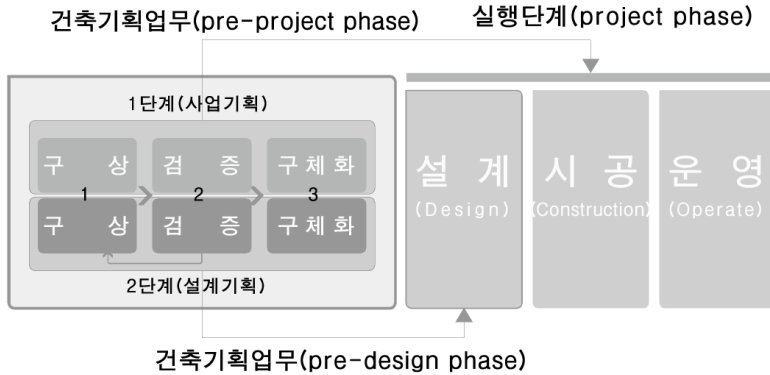 건축기획업무(pre-project phase)
실행단계(project phase)
1단계(사업기획)
구 상
검 증
구 체 화
1
2
3
구 상
검 증
구 체 화
2단계(설계기획)
설 계
(Design)
시 공
(Construction)
운 영
(Operate)
건축기획업무(pre-design phase)